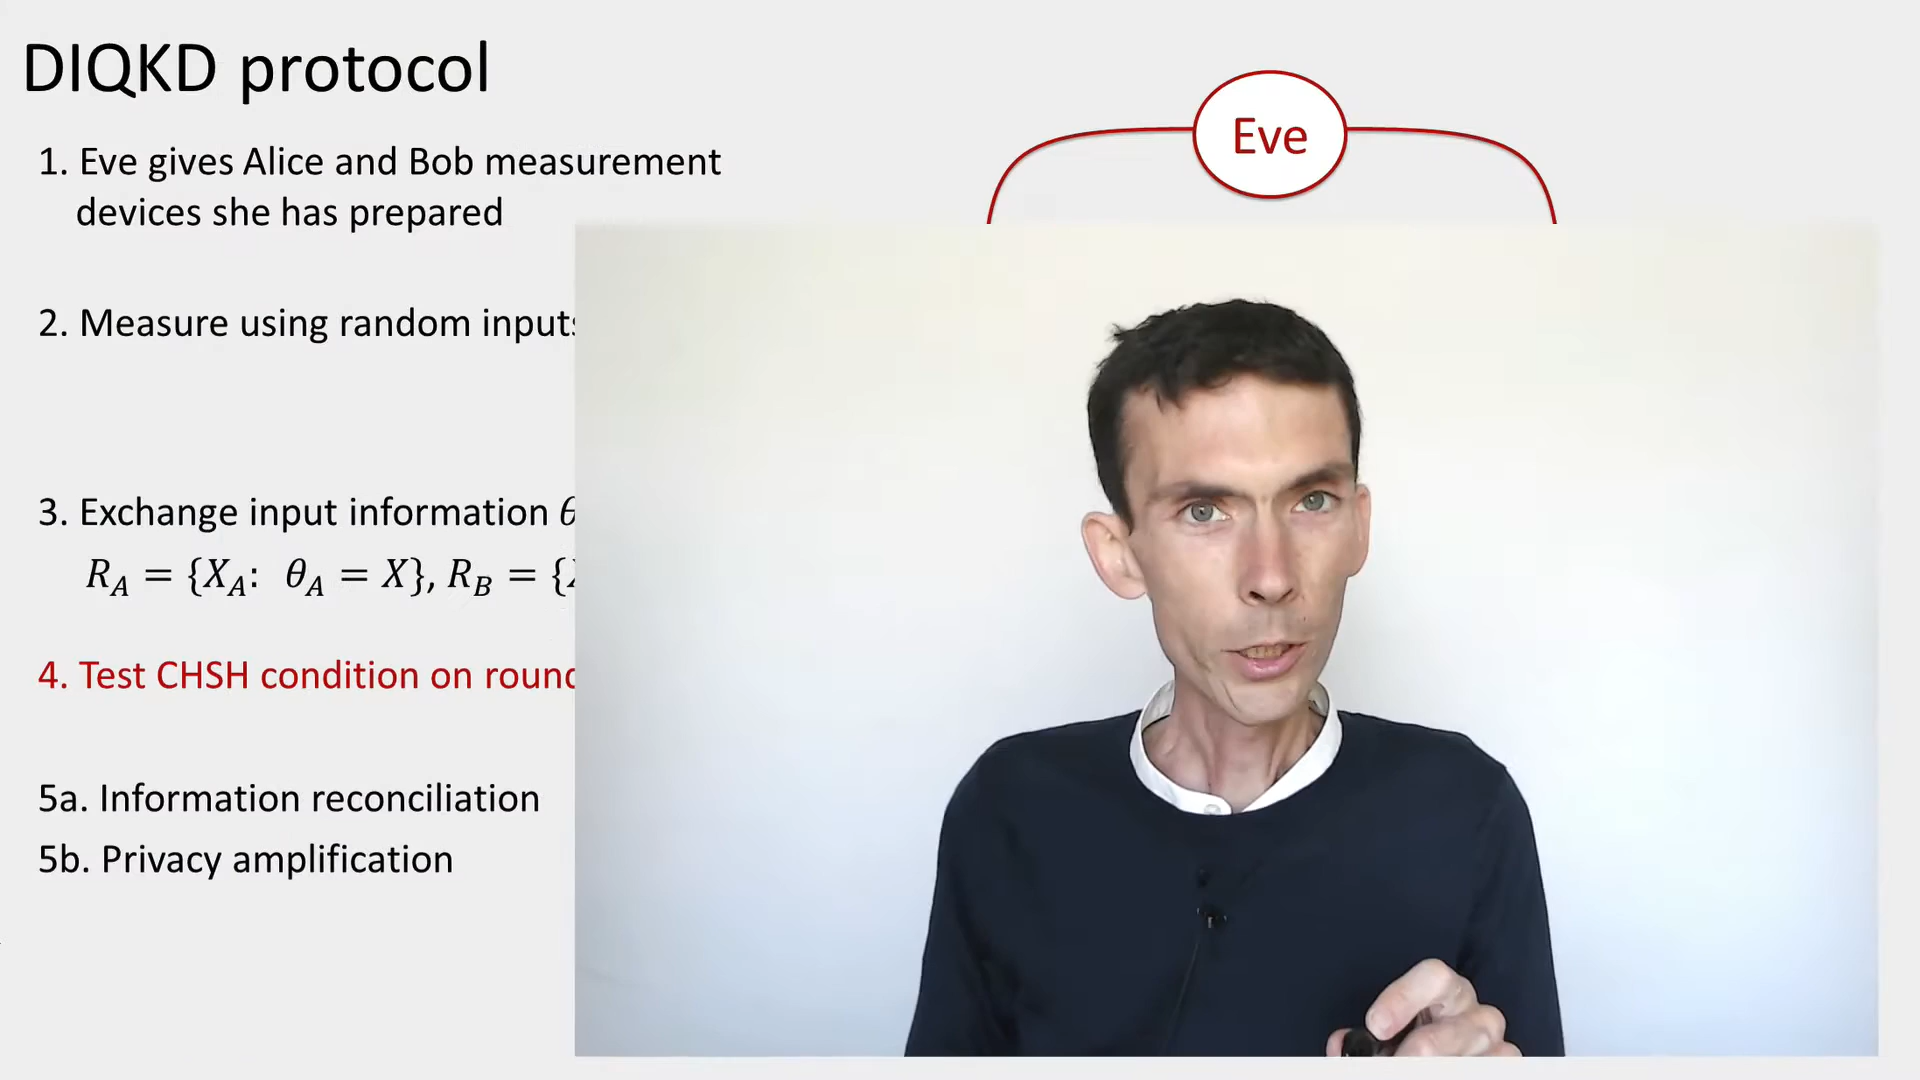 DIQKD protocol
Eve
1. Eve gives Alice and Bob measurement
devices she has prepared
2. Measure using random inputs
3. Exchange input information θ
R_A = {X_A: θ_A = X}, R_B = {
4. Test CHSH condition on roun
5a. Information reconciliation
5b. Privacy amplification